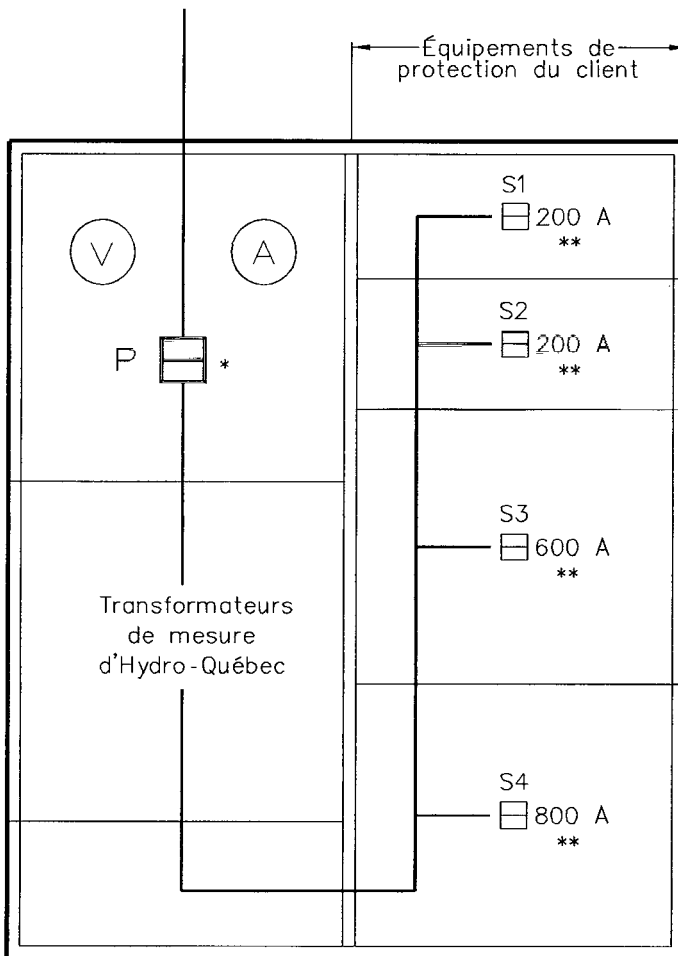 Équipements de
protection du client
V
A
P *
Transformateurs
de mesure
d'Hydro-Québec
S1
200 A
**
S2
200 A
**
S3
600 A
**
S4
800 A
**